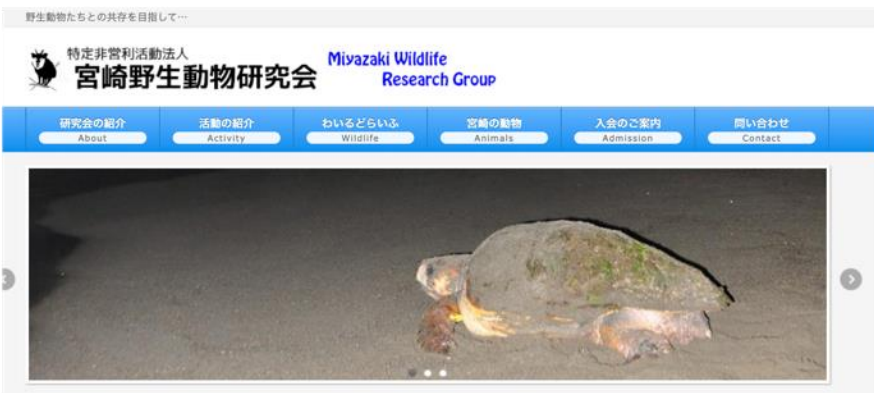 野生動物たちとの共存を目指して…
特定非営利活動法人
宮崎野生動物研究会
Miyazaki Wildlife
Research Group
研究会の紹介
About
活動の紹介
Activity
わいるどらいふ
Wildlife
宮崎の動物
Animals
入会のご案内
Admission
問い合わせ
Contact